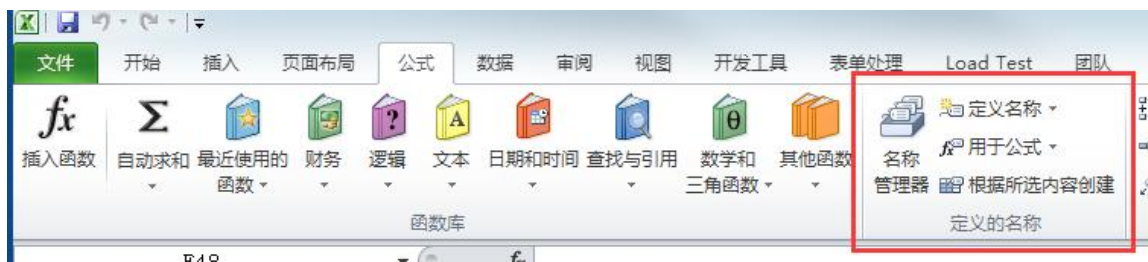 文件 开始 插入 页面布局 公式 数据 审阅 视图 开发工具 表单处理 Load Test 团队
fx Σ ? A θ 定义名称
插入函数 自动求和 最近使用的 财务 逻辑 文本 日期和时间 查找与引用 数学和 其他函数 名称 fx 用于公式
函数 三角函数 管理器 根据所选内容创建
函数库 定义的名称
E48 fx